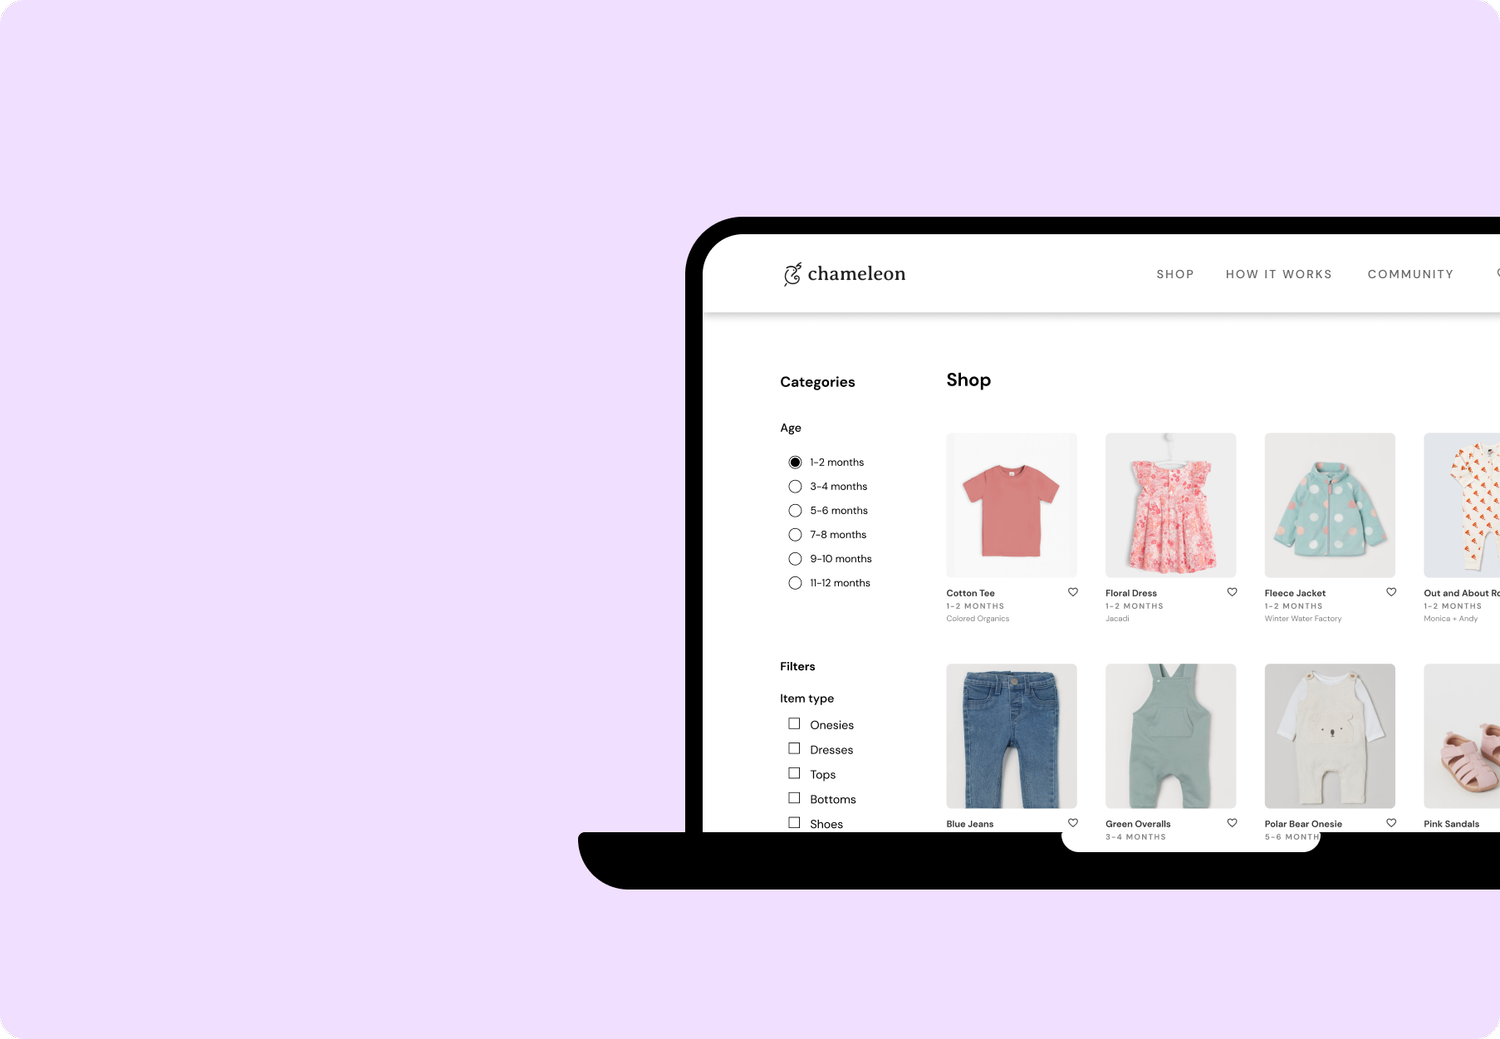 chameleon
SHOP
HOW IT WORKS
COMMUNITY
Categories
Age
1-2 months
3-4 months
5-6 months
7-8 months
9-10 months
11-12 months
Filters
Item type
Onesies
Dresses
Tops
Bottoms
Shoes
Shop
Cotton Tee
1-2 MONTHS
Colored Organics
Floral Dress
1-2 MONTHS
Jacadi
Fleece Jacket
1-2 MONTHS
Winter Water Factory
Out and About
1-2 MONTHS
Monica + Andy
Blue Jeans
Green Overalls
3-4 MONTHS
Polar Bear Onesie
5-6 MONTH
Pink Sandals